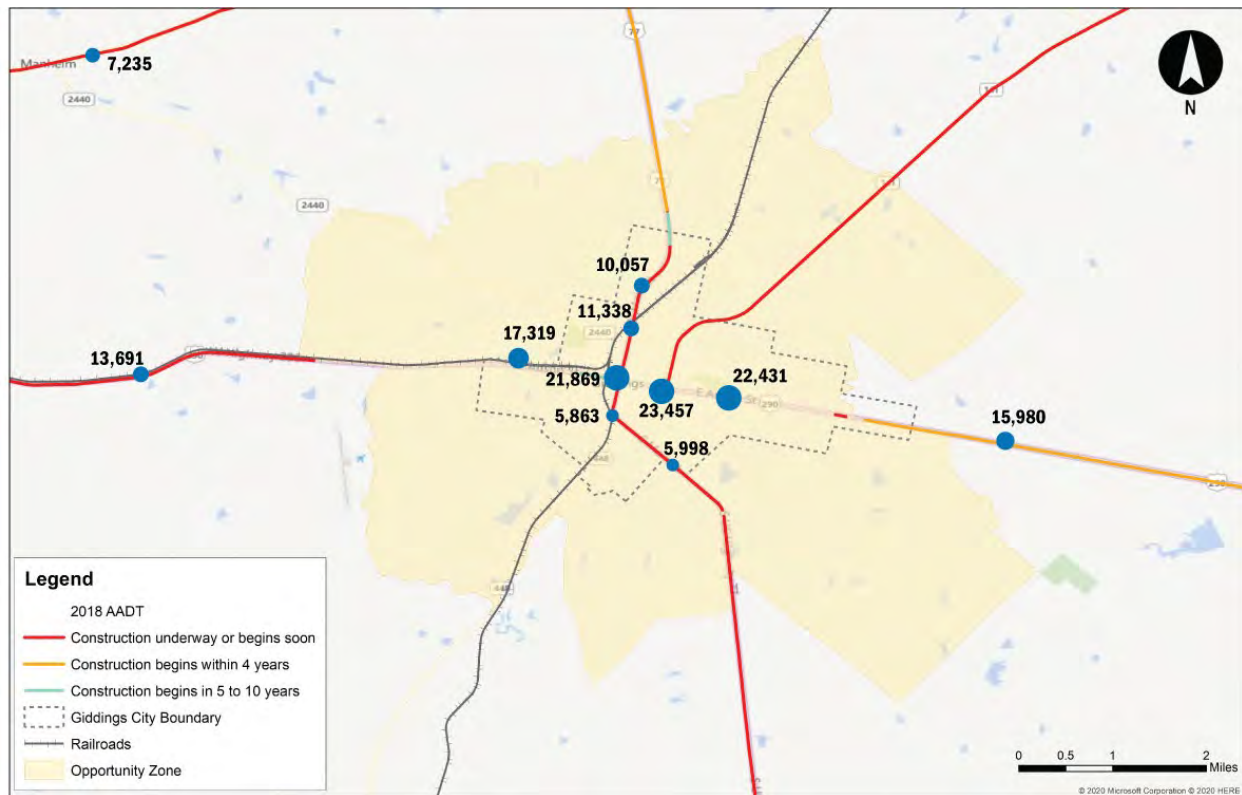 77
7,235
Manheim
2440
N
77
2440
10,057
11,338
2440
17,319
13,691
21,869
22,431
290
23,457
5,863
15,980
5,998
448
290
448
Legend
2018 AADT
Construction underway or begins soon
Construction begins within 4 years
Construction begins in 5 to 10 years
Giddings City Boundary
Railroads
Opportunity Zone
0 0.5 1 2
Miles
© 2020 Microsoft Corporation © 2020 HERE